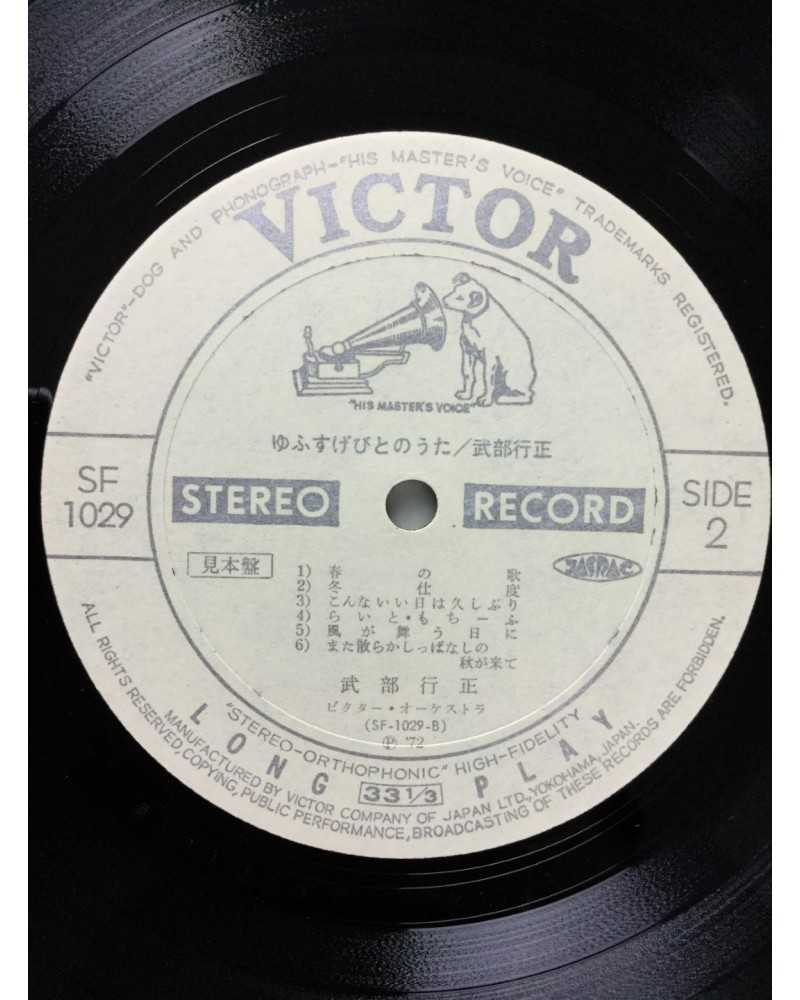 "VICTOR"-DOG AND PHONOGRAPH-"HIS MASTER'S VOICE" TRADEMARKS REGISTERED.
VICTOR
"HIS MASTER'S VOICE"
ゆふすげびとのうた/武部行正
SF
1029
STEREO RECORD
SIDE
2
見本盤
JASRAC
1) 春の歌
2) 冬仕度
3) こんないい日は久しぶり
4) らいと・もちーふ
5) 風が舞う日に
6) また散らかしっぱなしの
秋が来て
武部行正
ビクター・オーケストラ
(SF-1029-B)
Ⓟ '72
"STEREO-ORTHOPHONIC" HIGH-FIDELITY
LONG 33 1/3 PLAY
MANUFACTURED BY VICTOR COMPANY OF JAPAN LTD., YOKOHAMA, JAPAN.
ALL RIGHTS RESERVED, COPYING, PUBLIC PERFORMANCE, BROADCASTING OF THESE RECORDS ARE FORBIDDEN.